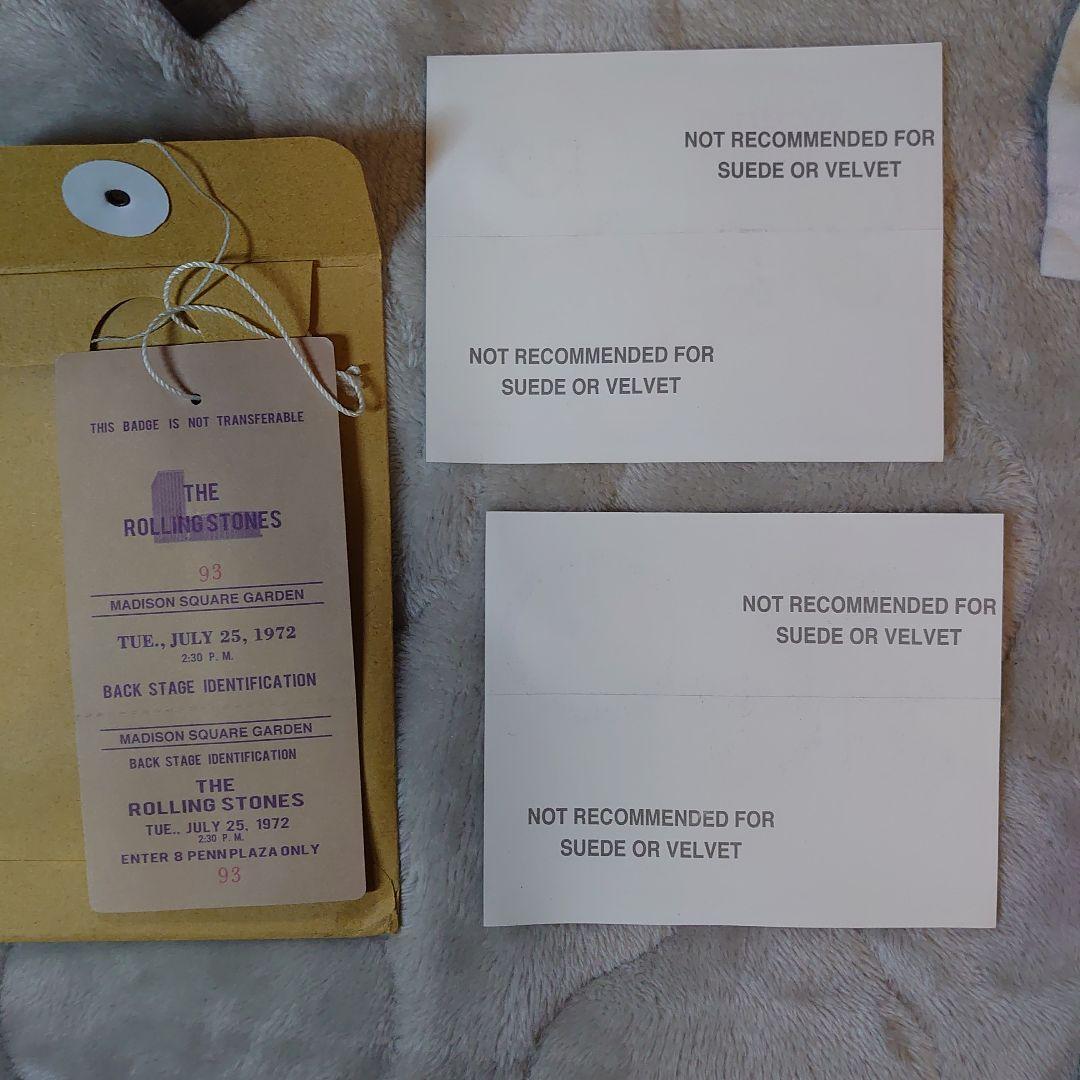 THIS BADGE IS NOT TRANSFERABLE
THE
ROLLING STONES
93
MADISON SQUARE GARDEN
TUE., JULY 25, 1972
2:30 P. M.
BACK STAGE IDENTIFICATION
MADISON SQUARE GARDEN
BACK STAGE IDENTIFICATION
THE
ROLLING STONES
TUE., JULY 25, 1972
2:30 P. M.
ENTER 8 PENN PLAZA ONLY
93
NOT RECOMMENDED FOR
SUEDE OR VELVET
NOT RECOMMENDED FOR
SUEDE OR VELVET
NOT RECOMMENDED FOR
SUEDE OR VELVET
NOT RECOMMENDED FOR
SUEDE OR VELVET